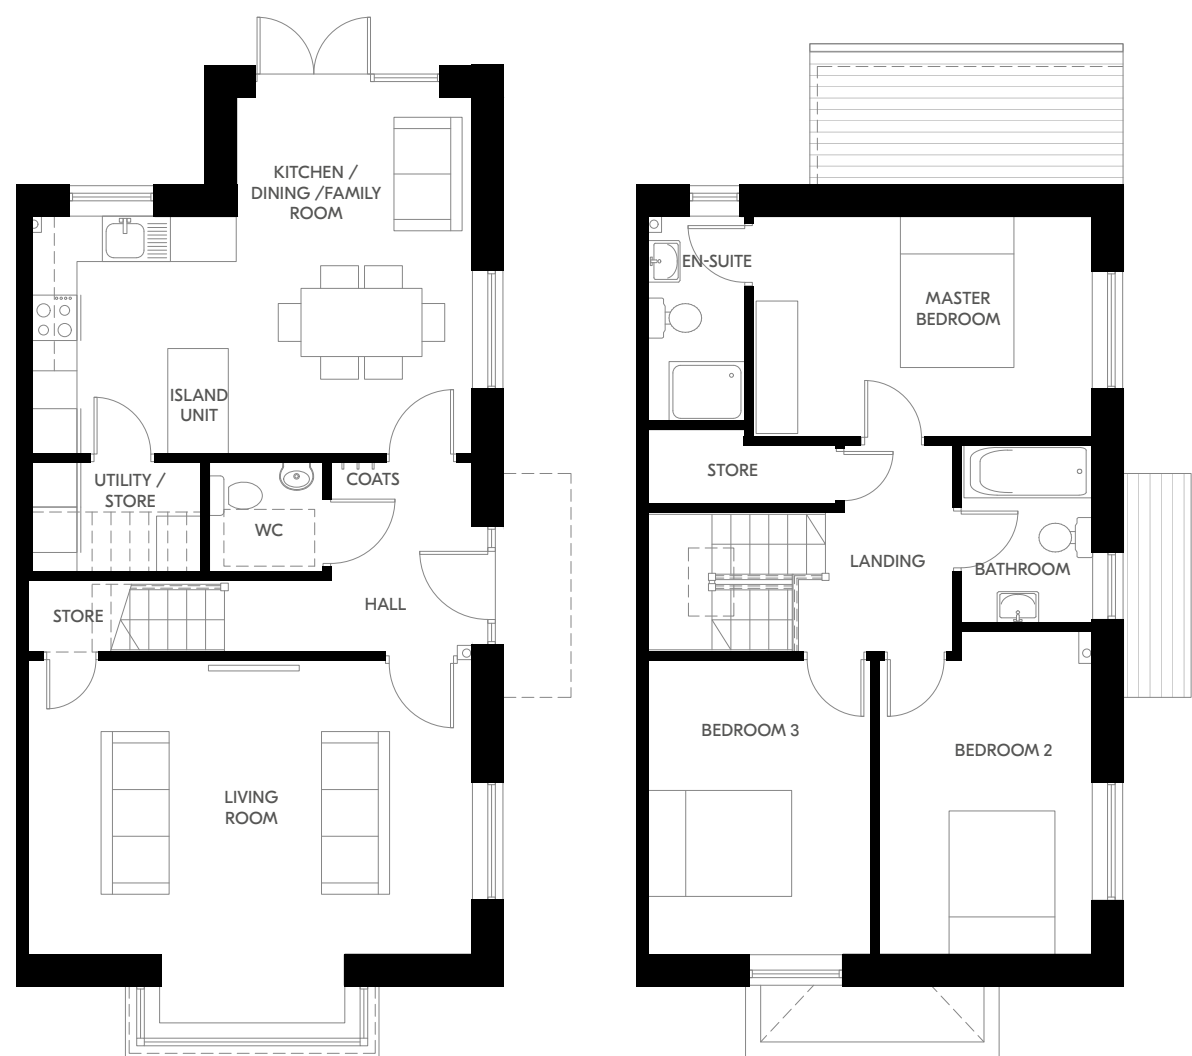 KITCHEN /
DINING /FAMILY
ROOM
ISLAND
UNIT
UTILITY /
STORE
COATS
WC
HALL
STORE
LIVING
ROOM
EN-SUITE
MASTER
BEDROOM
STORE
LANDING
BATHROOM
BEDROOM 3
BEDROOM 2